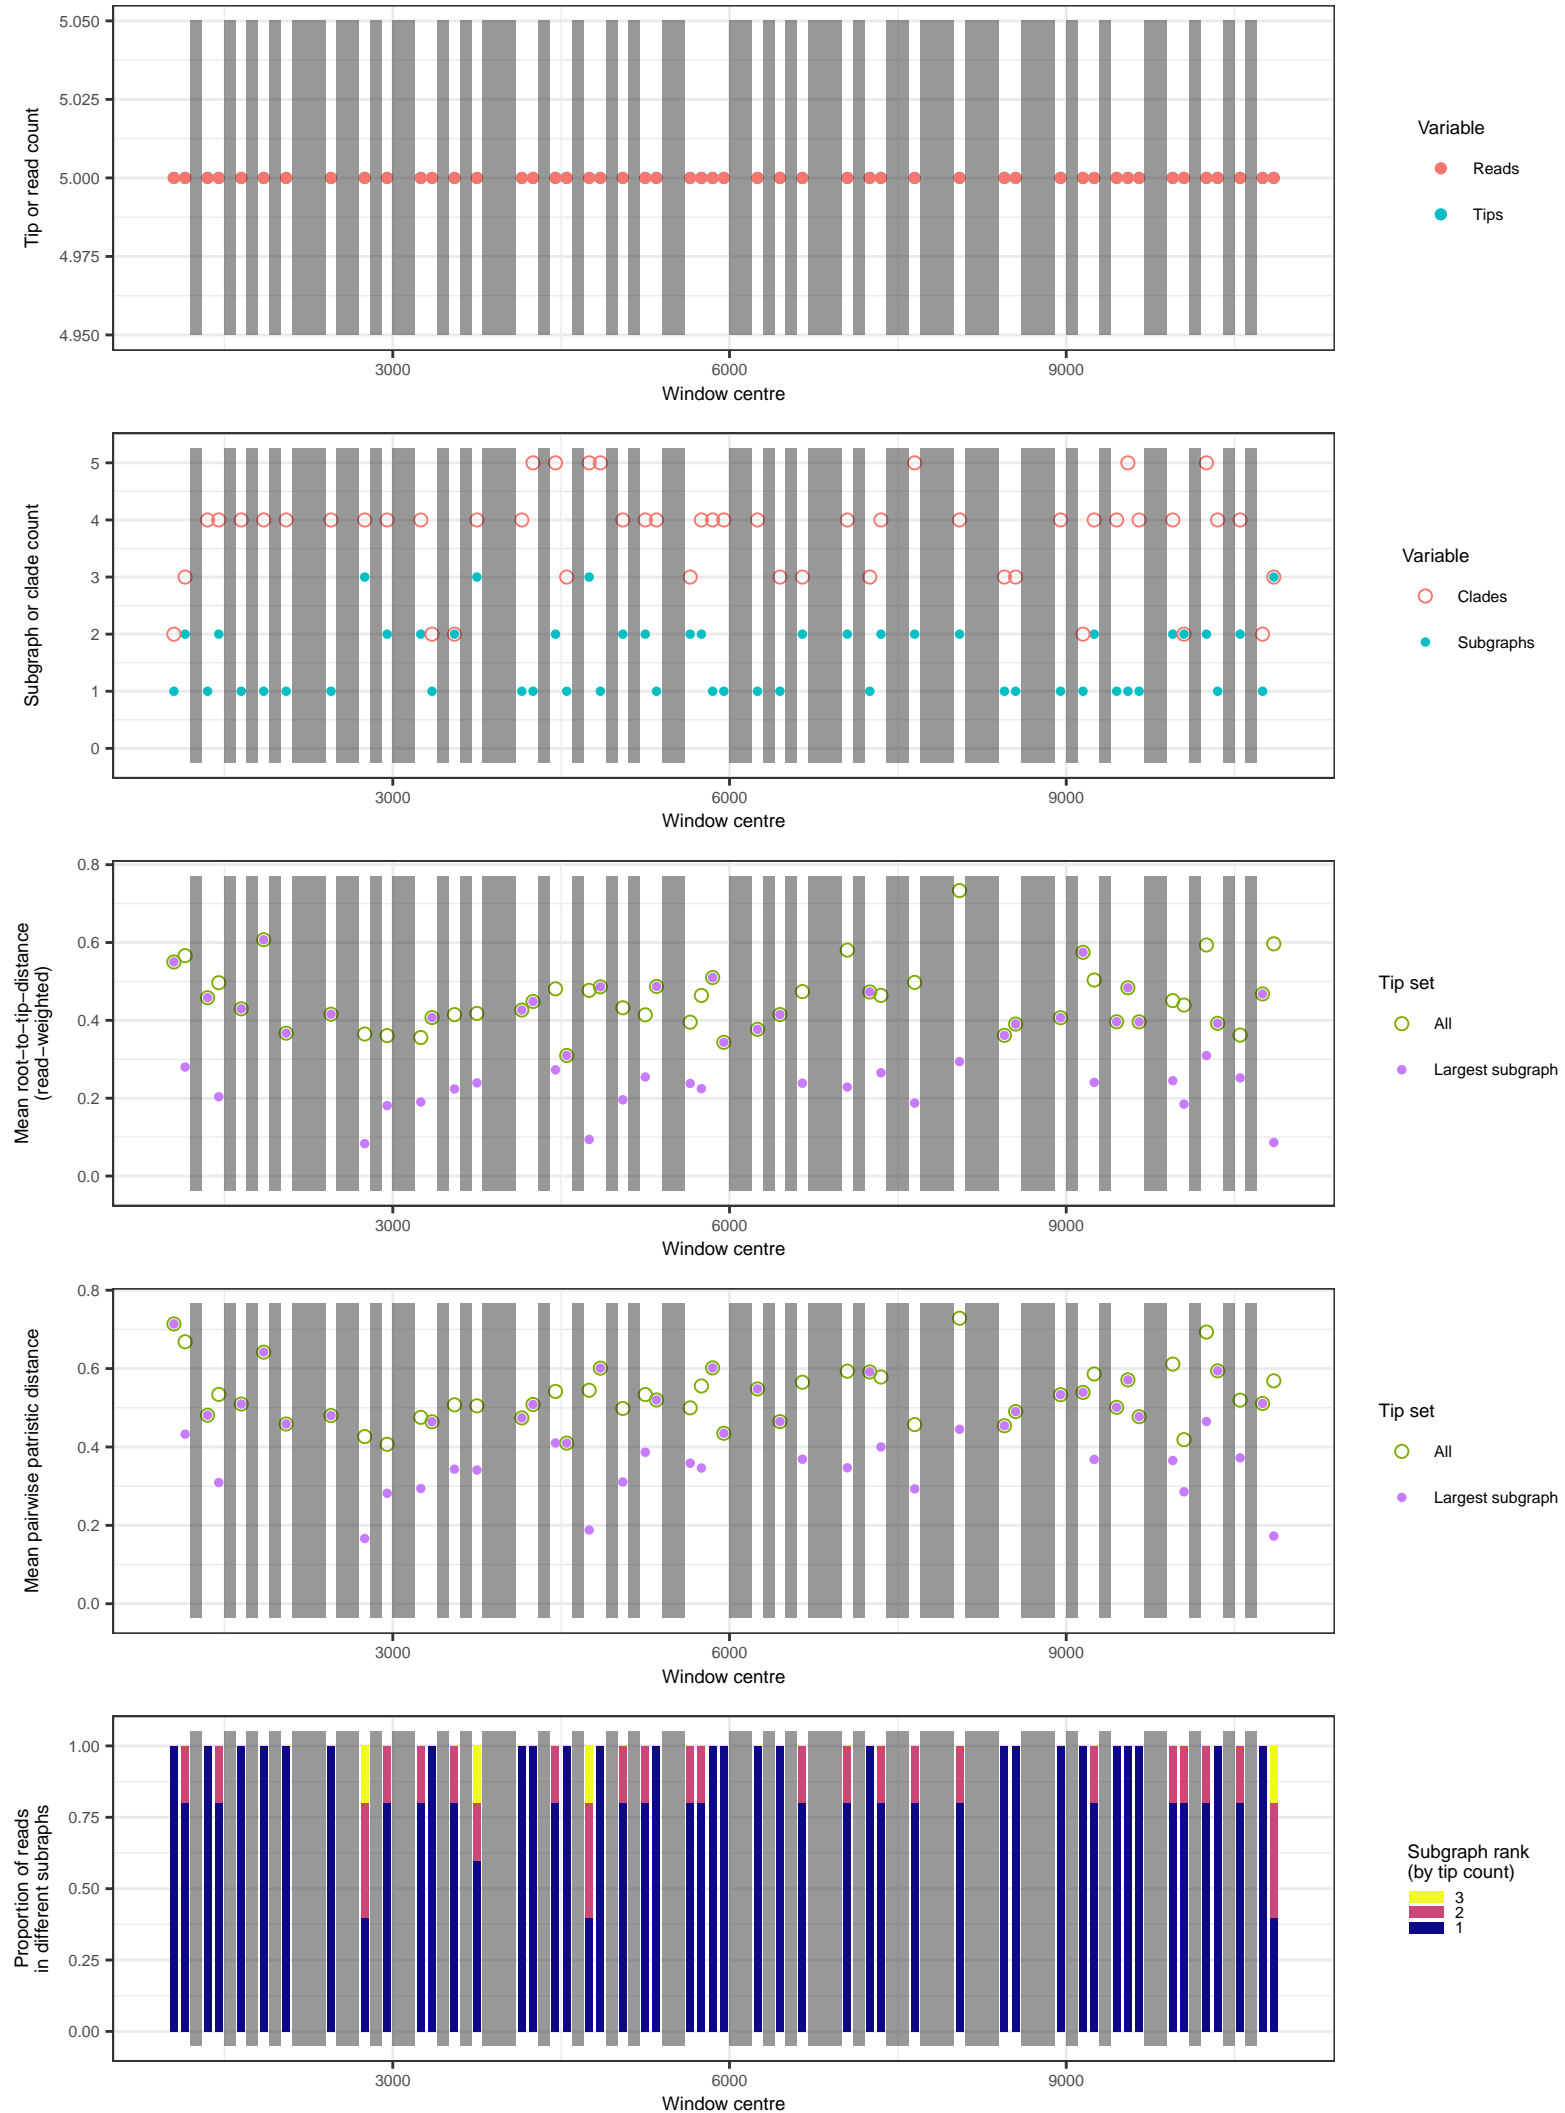 5.050
5.025
5.000
4.975
4.950
Tip or read count
3000
6000
9000
Window centre
Variable
Reads
Tips
5
4
3
2
1
0
Subgraph or clade count
3000
6000
9000
Window centre
Variable
Clades
Subgraphs
0.8
0.6
0.4
0.2
0.0
Mean root−to−tip−distance
(read−weighted)
3000
6000
9000
Window centre
Tip set
All
Largest subgraph
0.8
0.6
0.4
0.2
0.0
Mean pairwise patristic distance
3000
6000
9000
Window centre
Tip set
All
Largest subgraph
1.00
0.75
0.50
0.25
0.00
Proportion of reads
in different subraphs
3000
6000
9000
Window centre
Subgraph rank
(by tip count)
3
2
1